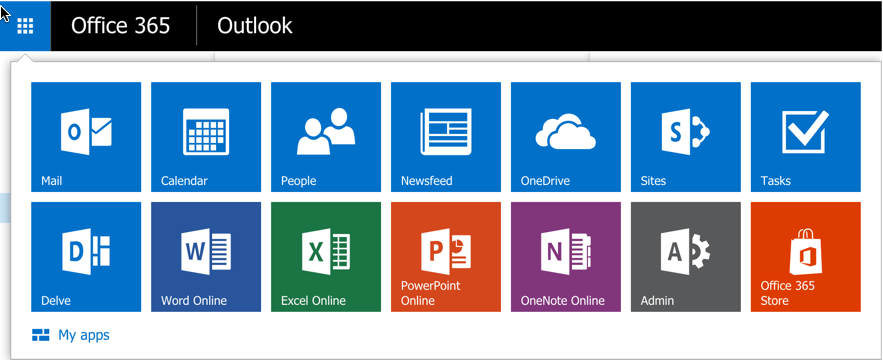 Office 365 Outlook
O
Mail Calendar People Newsfeed OneDrive S Sites Tasks
D W X P N A
Delve Word Online Excel Online PowerPoint
Online OneNote Online Admin Office 365
Store
My apps